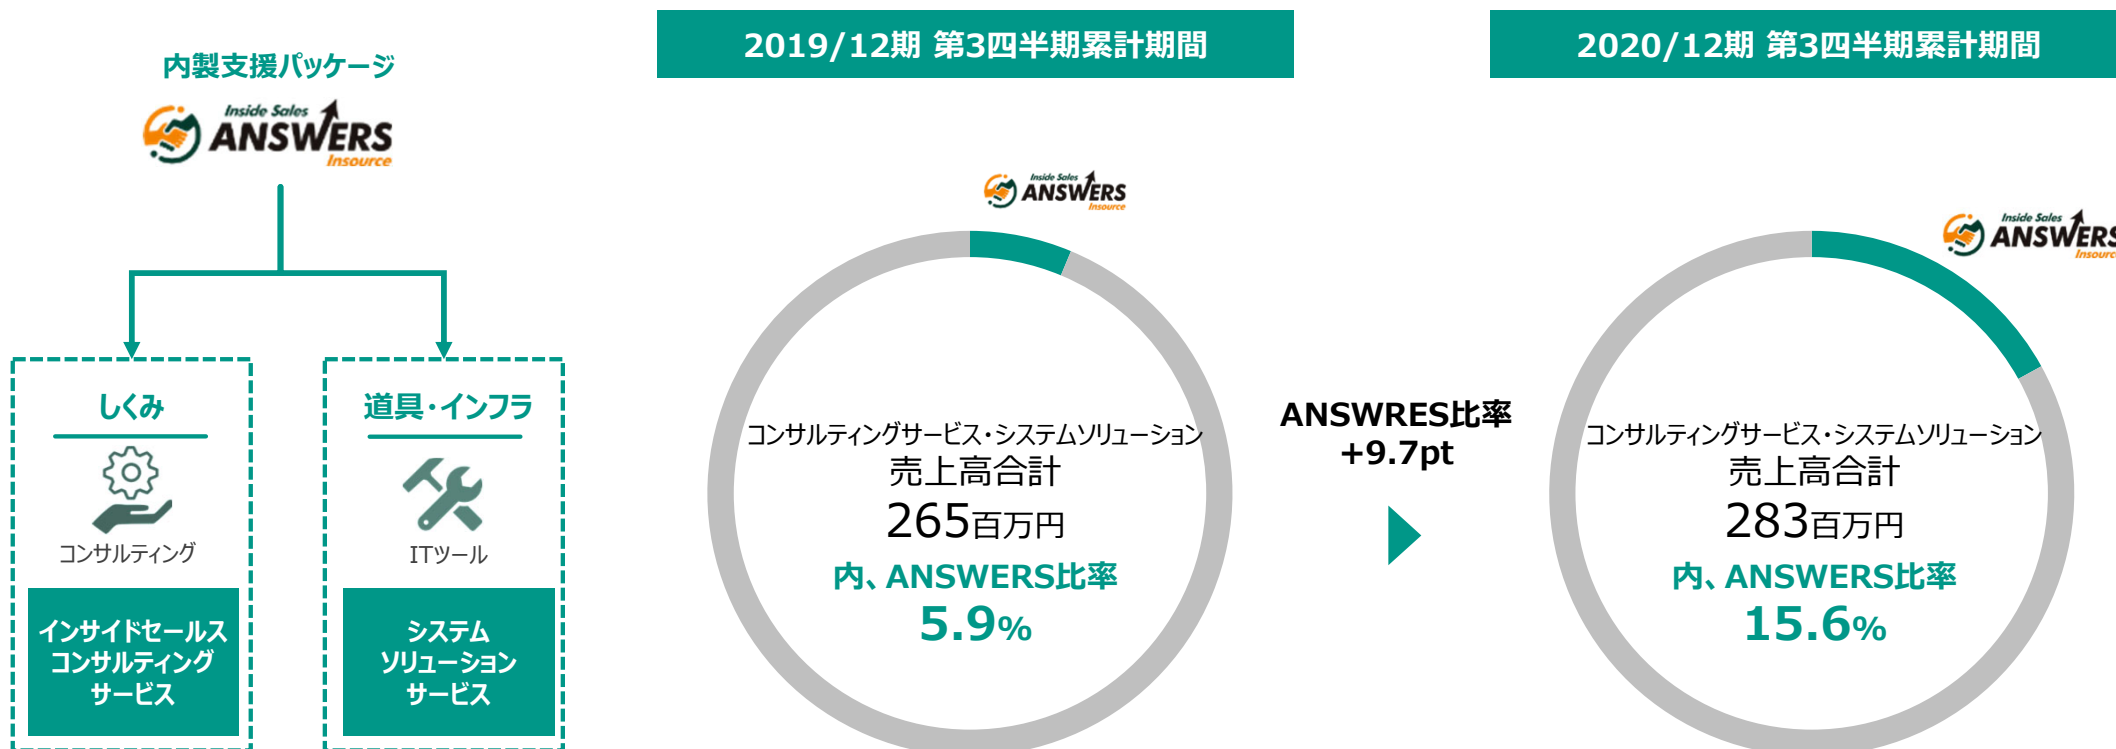 内製支援パッケージ
Inside Sales
ANSWERS
Insource
しくみ
コンサルティング
インサイドセールス
コンサルティング
サービス
道具・インフラ
ITツール
システム
ソリューション
サービス
2019/12期 第3四半期累計期間
Inside Sales
ANSWERS
Insource
コンサルティングサービス・システムソリューション
売上高合計
265百万円
内、ANSWERS比率
5.9%
ANSWRES比率
+9.7pt
2020/12期 第3四半期累計期間
Inside Sales
ANSWERS
Insource
コンサルティングサービス・システムソリューション
売上高合計
283百万円
内、ANSWERS比率
15.6%